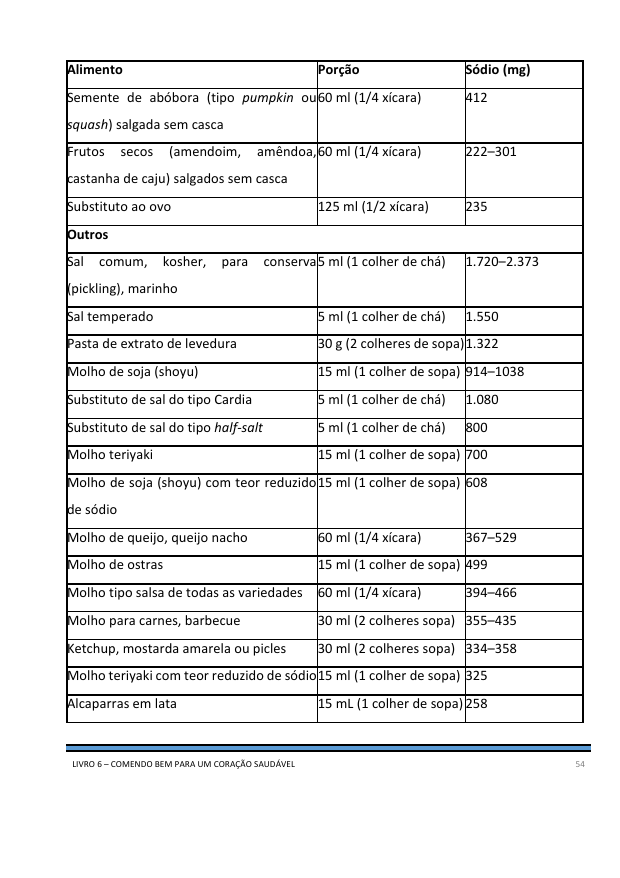 Alimento Porção Sódio (mg)
Semente de abóbora (tipo pumpkin ou 60 ml (1/4 xícara) 412
squash) salgada sem casca
Frutos secos (amendoim, amêndoa, 60 ml (1/4 xícara) 222–301
castanha de caju) salgados sem casca
Substituto ao ovo 125 ml (1/2 xícara) 235
Outros
Sal comum, kosher, para conserva 5 ml (1 colher de chá) 1.720–2.373
(pickling), marinho
Sal temperado 5 ml (1 colher de chá) 1.550
Pasta de extrato de levedura 30 g (2 colheres de sopa) 1.322
Molho de soja (shoyu) 15 ml (1 colher de sopa) 914–1038
Substituto de sal do tipo Cardia 5 ml (1 colher de chá) 1.080
Substituto de sal do tipo half-salt 5 ml (1 colher de chá) 800
Molho teriyaki 15 ml (1 colher de sopa) 700
Molho de soja (shoyu) com teor reduzido 15 ml (1 colher de sopa) 608
de sódio
Molho de queijo, queijo nacho 60 ml (1/4 xícara) 367–529
Molho de ostras 15 ml (1 colher de sopa) 499
Molho tipo salsa de todas as variedades 60 ml (1/4 xícara) 394–466
Molho para carnes, barbecue 30 ml (2 colheres sopa) 355–435
Ketchup, mostarda amarela ou picles 30 ml (2 colheres sopa) 334–358
Molho teriyaki com teor reduzido de sódio 15 ml (1 colher de sopa) 325
Alcaparras em lata 15 mL (1 colher de sopa) 258
LIVRO 6 – COMENDO BEM PARA UM CORAÇÃO SAUDÁVEL 54